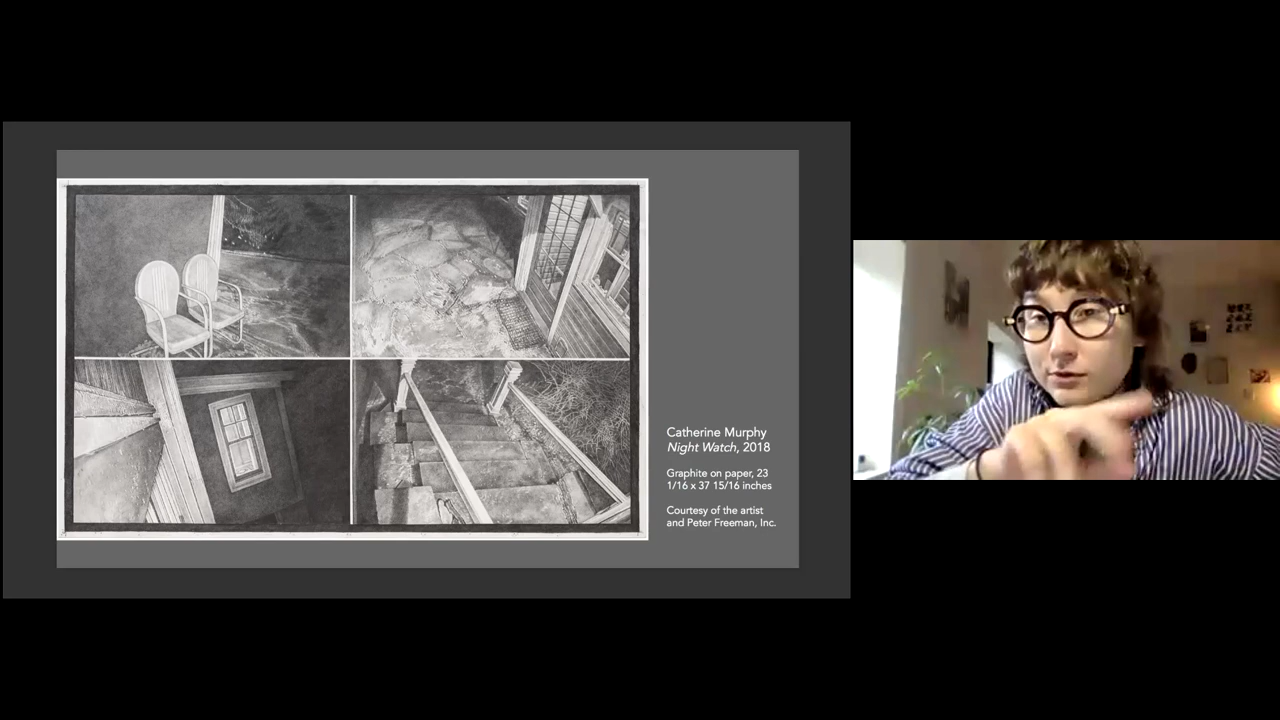 Catherine Murphy
Night Watch, 2018
Graphite on paper, 23
1/16 x 37 15/16 inches
Courtesy of the artist
and Peter Freeman, Inc.